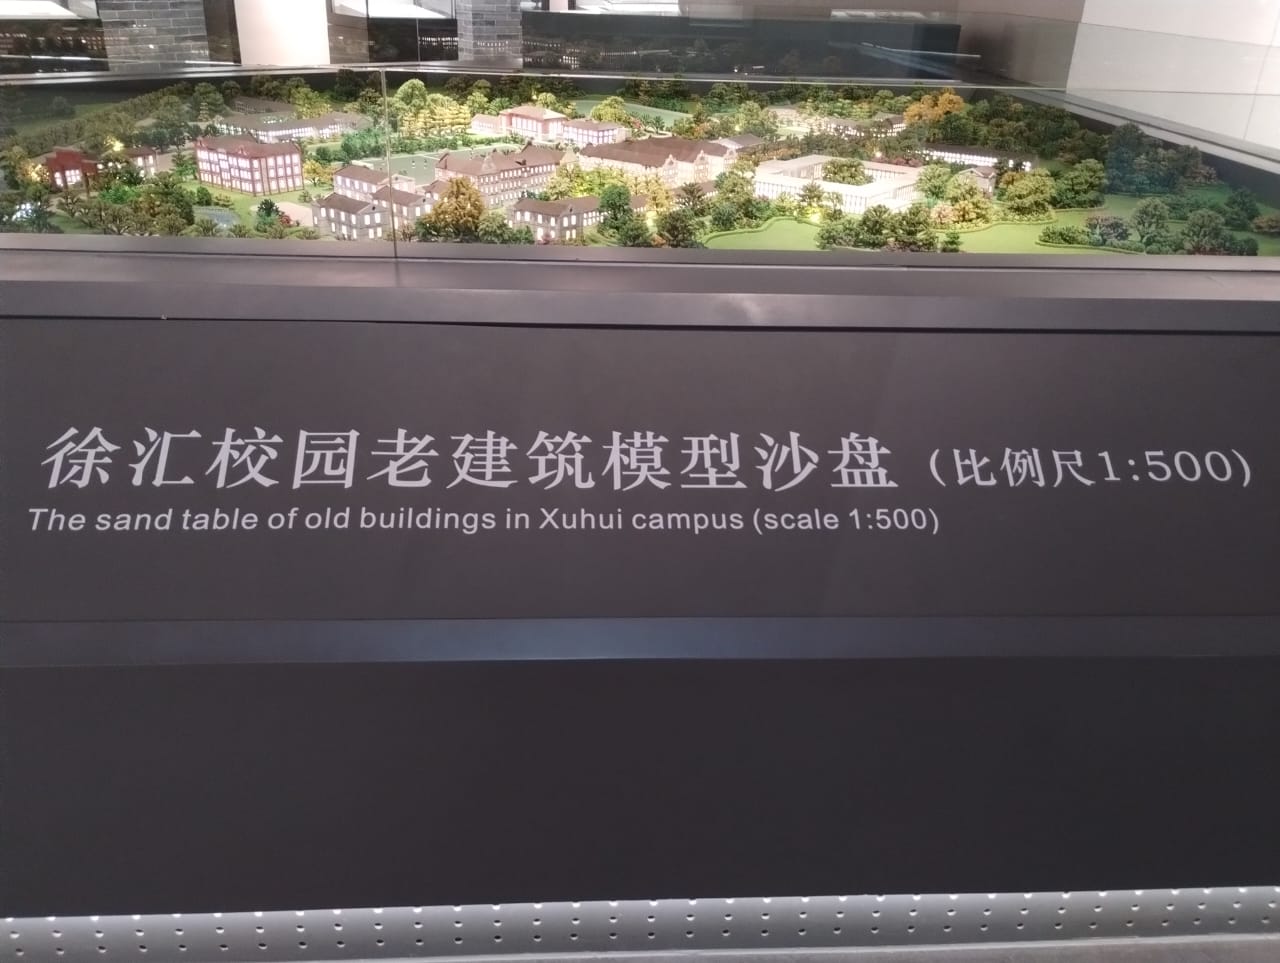 徐汇校园老建筑模型沙盘（比例尺1:500）
The sand table of old buildings in Xuhui campus (scale 1:500)